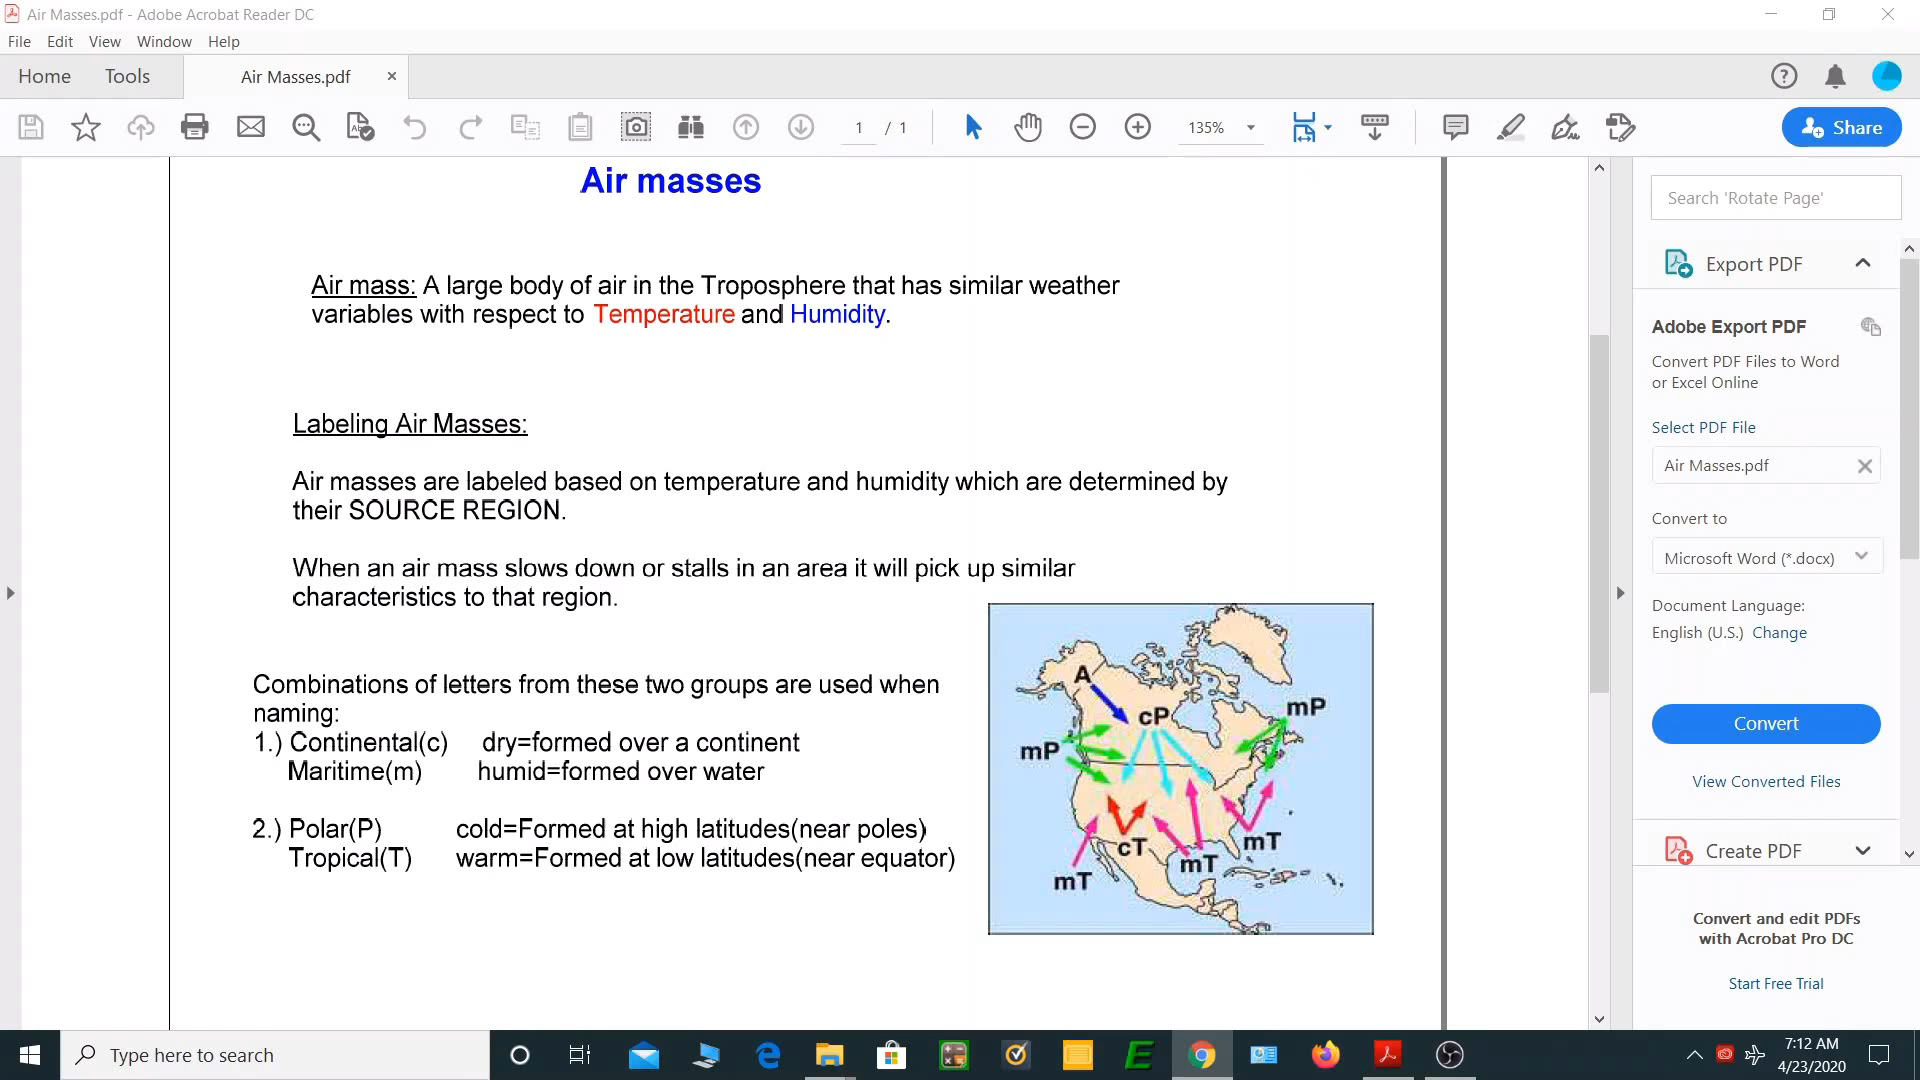 Air Masses.pdf - Adobe Acrobat Reader DC
File Edit View Window Help
Home Tools Air Masses.pdf ×
1 / 1 135% Share
Air masses
Air mass: A large body of air in the Troposphere that has similar weather
variables with respect to Temperature and Humidity.
Labeling Air Masses:
Air masses are labeled based on temperature and humidity which are determined by
their SOURCE REGION.
When an air mass slows down or stalls in an area it will pick up similar
characteristics to that region.
Combinations of letters from these two groups are used when
naming:
1.) Continental(c) dry=formed over a continent
Maritime(m) humid=formed over water
2.) Polar(P) cold=Formed at high latitudes(near poles)
Tropical(T) warm=Formed at low latitudes(near equator)
A
cP
mP
mP
cT
mT
mT
mT
Search 'Rotate Page'
Export PDF
Adobe Export PDF
Convert PDF Files to Word
or Excel Online
Select PDF File
Air Masses.pdf
Convert to
Microsoft Word (*.docx)
Document Language:
English (U.S.) Change
Convert
View Converted Files
Create PDF
Convert and edit PDFs
with Acrobat Pro DC
Start Free Trial
Type here to search
7:12 AM
4/23/2020